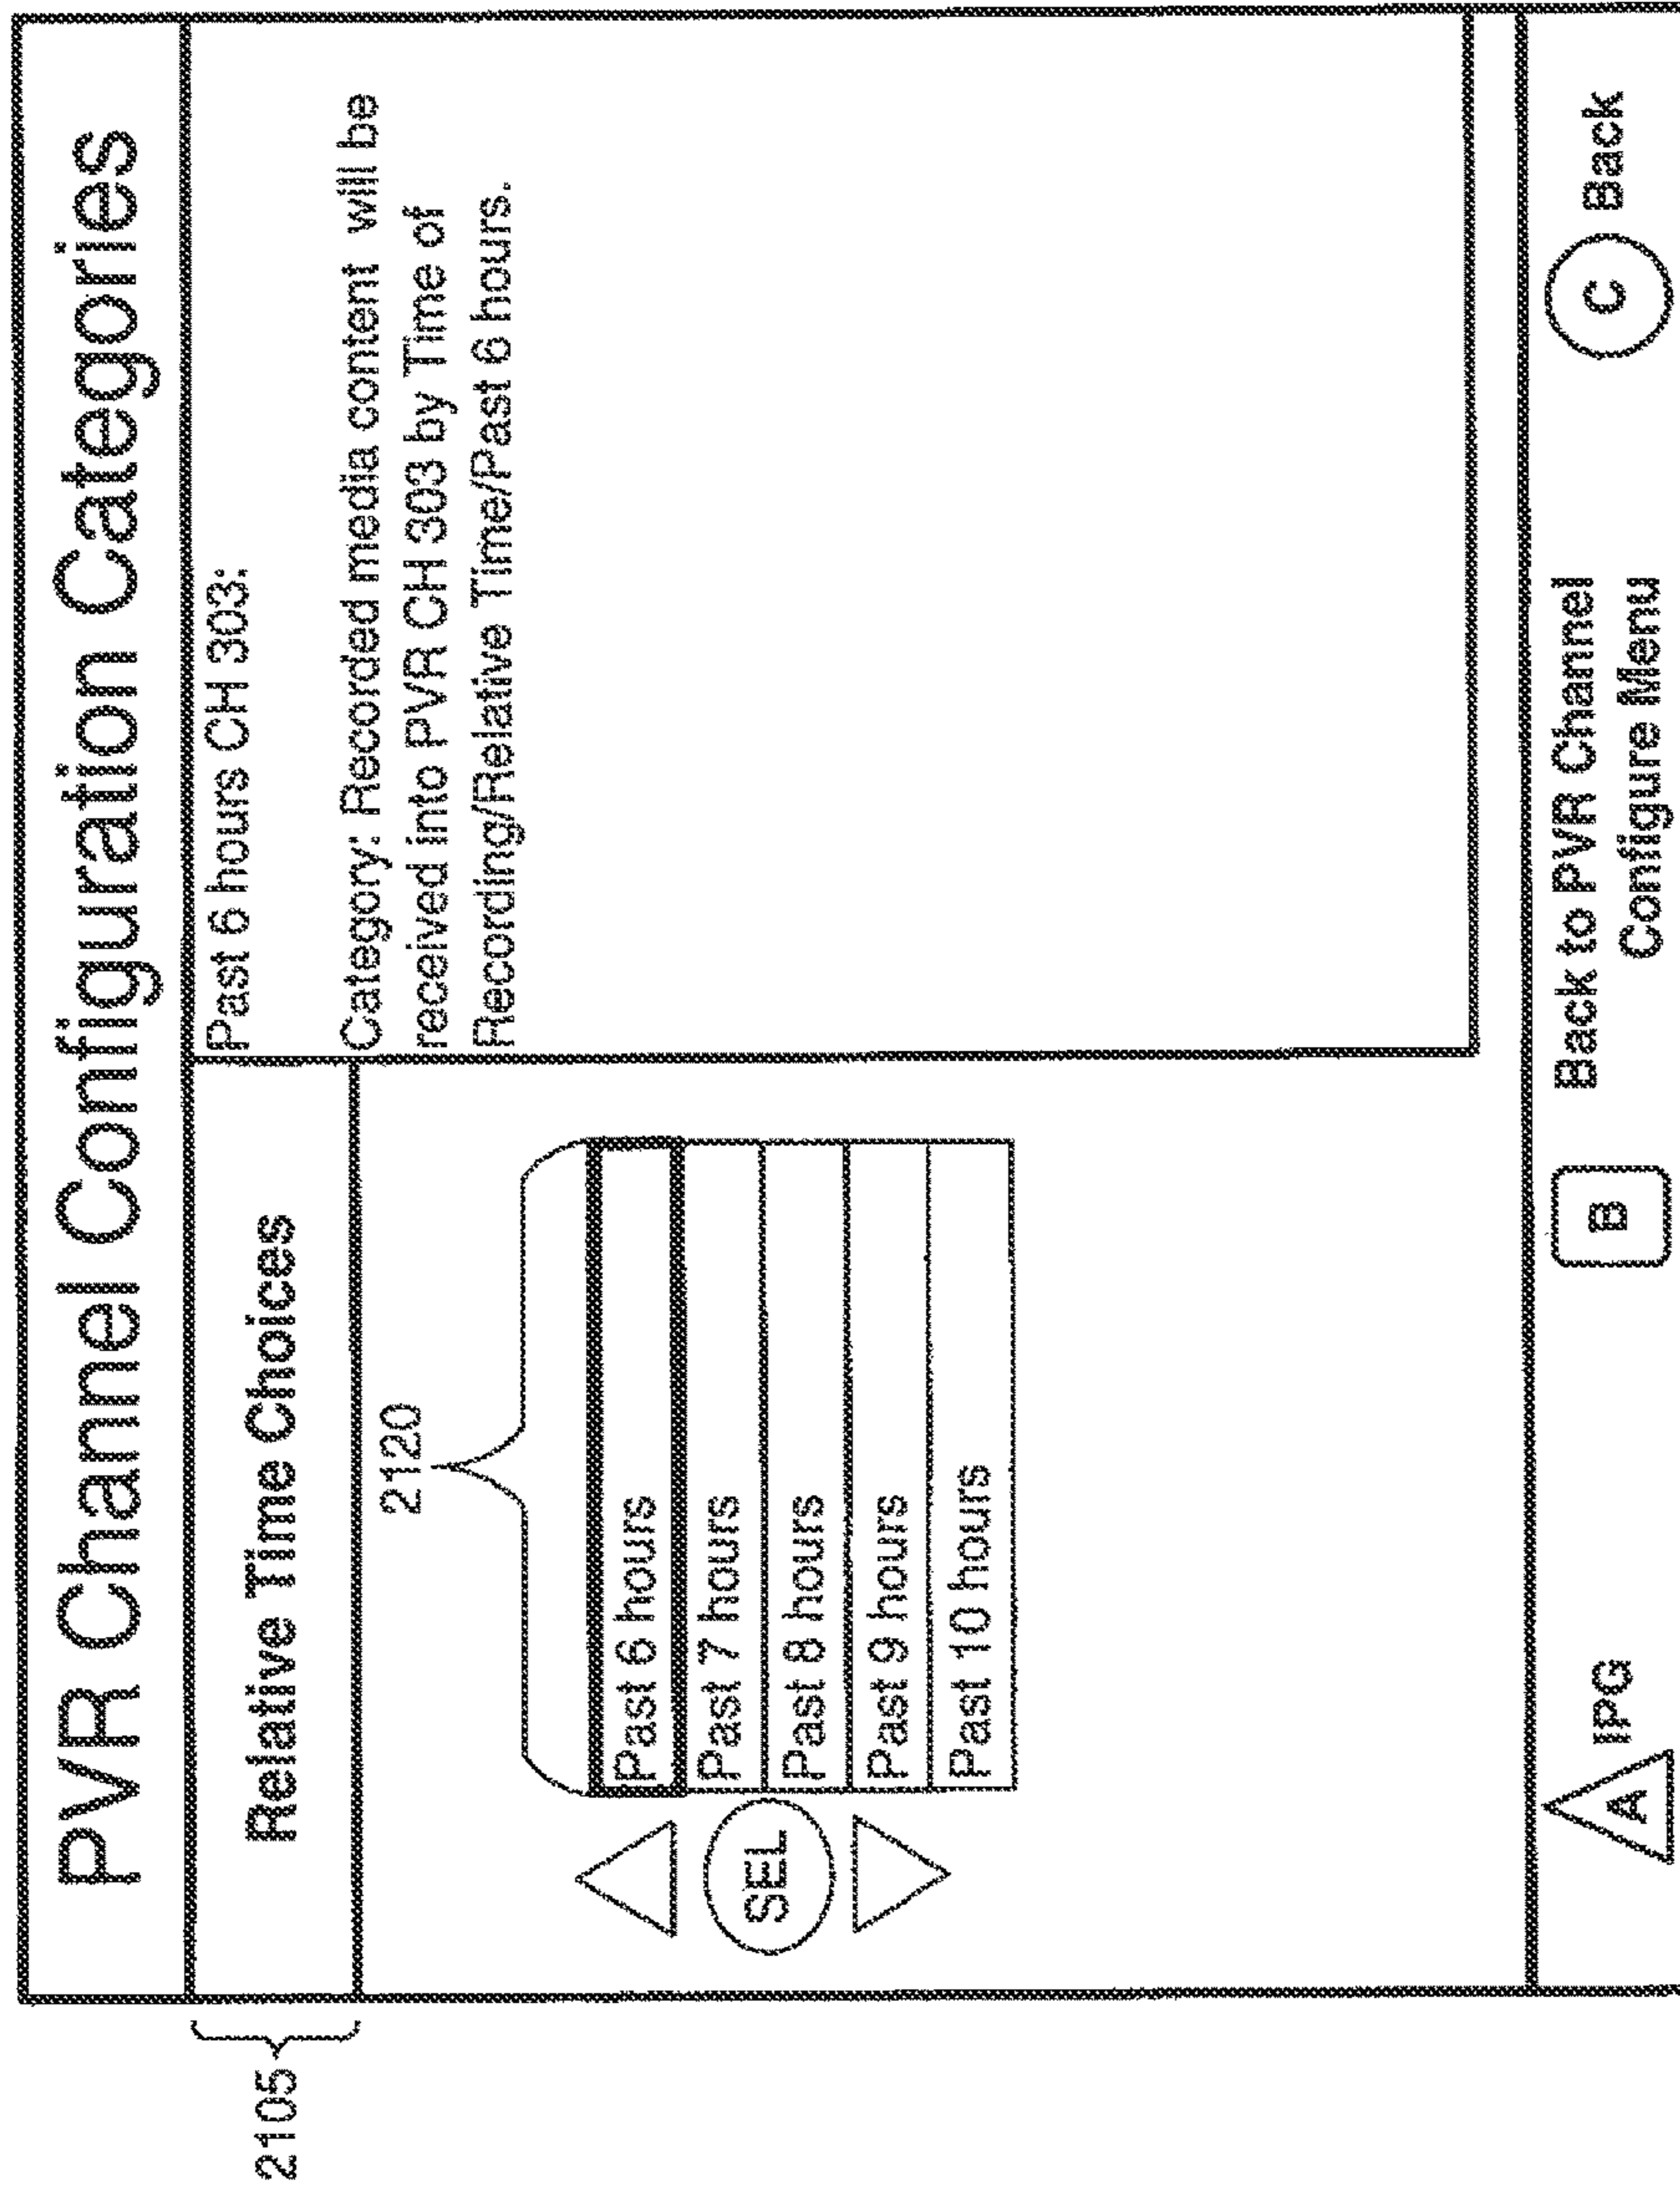 PVR Channel Configuration Categories
2105
Relative Time Choices
2120
Past 6 hours
Past 7 hours
Past 8 hours
Past 9 hours
Past 10 hours
SEL
Past 6 hours CH 303:
Category: Recorded media content will be
received into PVR CH 303 by Time of
Recording/Relative Time/Past 6 hours.
A IPG
B
Back to PVR Channel
Configure Menu
C Back